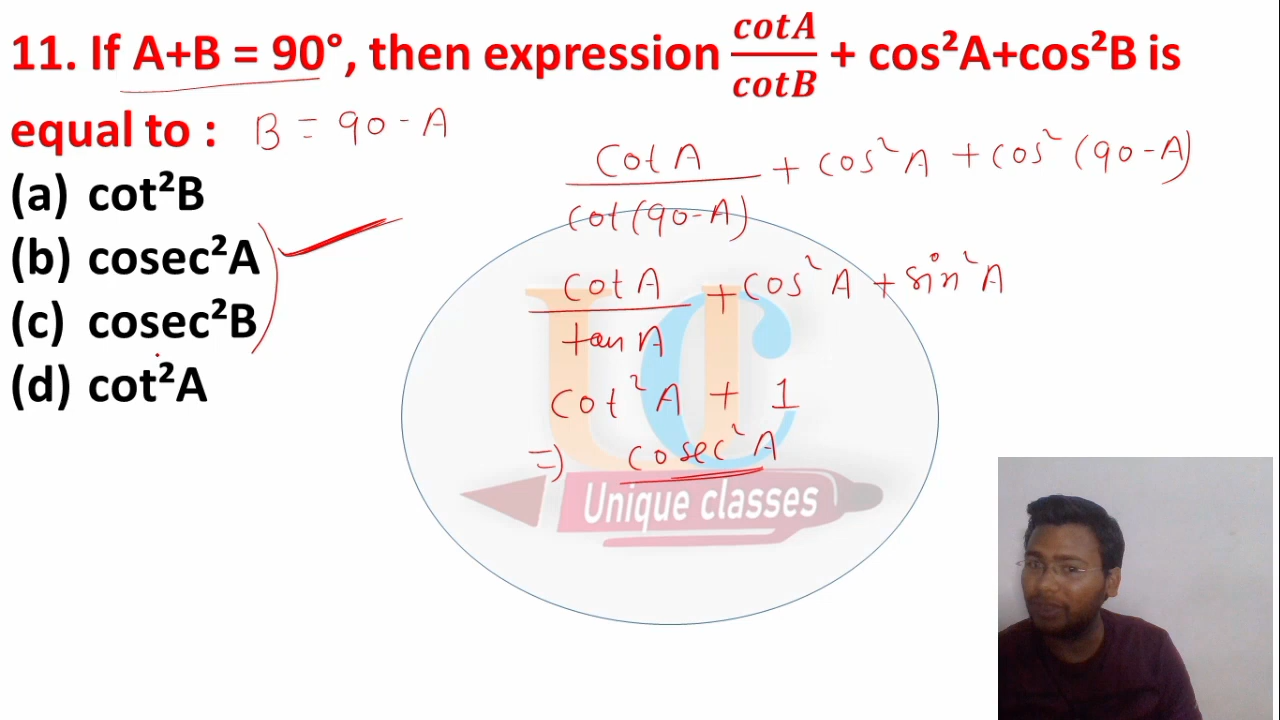 11. If A+B = 90°, then expression cotA/cotB + cos²A+cos²B is
equal to :
B = 90 - A
(a) cot²B
(b) cosec²A
(c) cosec²B
(d) cot²A
Cot A / cot (90-A) + cos² A + cos² (90-A)
cot A / tan A + cos² A + sin² A
cot² A + 1
=) cosec² A
UC
Unique classes